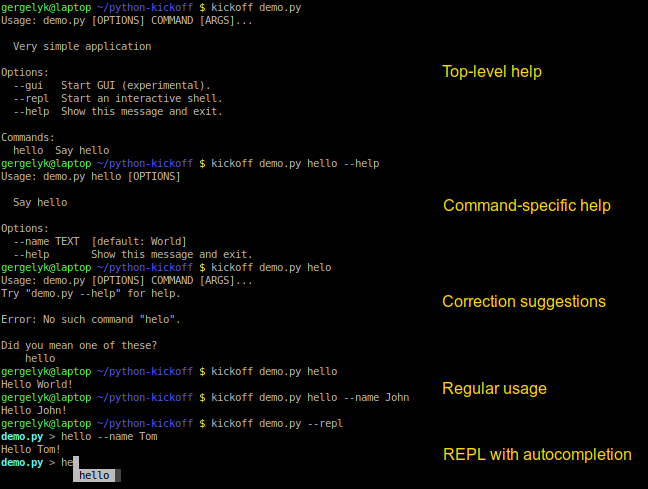 gergelyk@laptop ~/python-kickoff $ kickoff demo.py
Usage: demo.py [OPTIONS] COMMAND [ARGS]...
Very simple application
Options:
--gui Start GUI (experimental).
Top-level help
--repl Start an interactive shell.
--help Show this message and exit.
Commands:
hello Say hello
gergelyk@laptop ~/python-kickoff $ kickoff demo.py hello --help
Usage: demo.py hello [OPTIONS]
Say hello
Command-specific help
Options:
--name TEXT [default: World]
--help Show this message and exit.
gergelyk@laptop ~/python-kickoff $ kickoff demo.py helo
Usage: demo.py [OPTIONS] COMMAND [ARGS]...
Try "demo.py --help" for help.
Correction suggestions
Error: No such command "helo".
Did you mean one of these?
hello
gergelyk@laptop ~/python-kickoff $ kickoff demo.py hello
Hello World!
Regular usage
gergelyk@laptop ~/python-kickoff $ kickoff demo.py hello --name John
Hello John!
gergelyk@laptop ~/python-kickoff $ kickoff demo.py --repl
demo.py > hello --name Tom
Hello Tom!
REPL with autocompletion
demo.py > he
hello